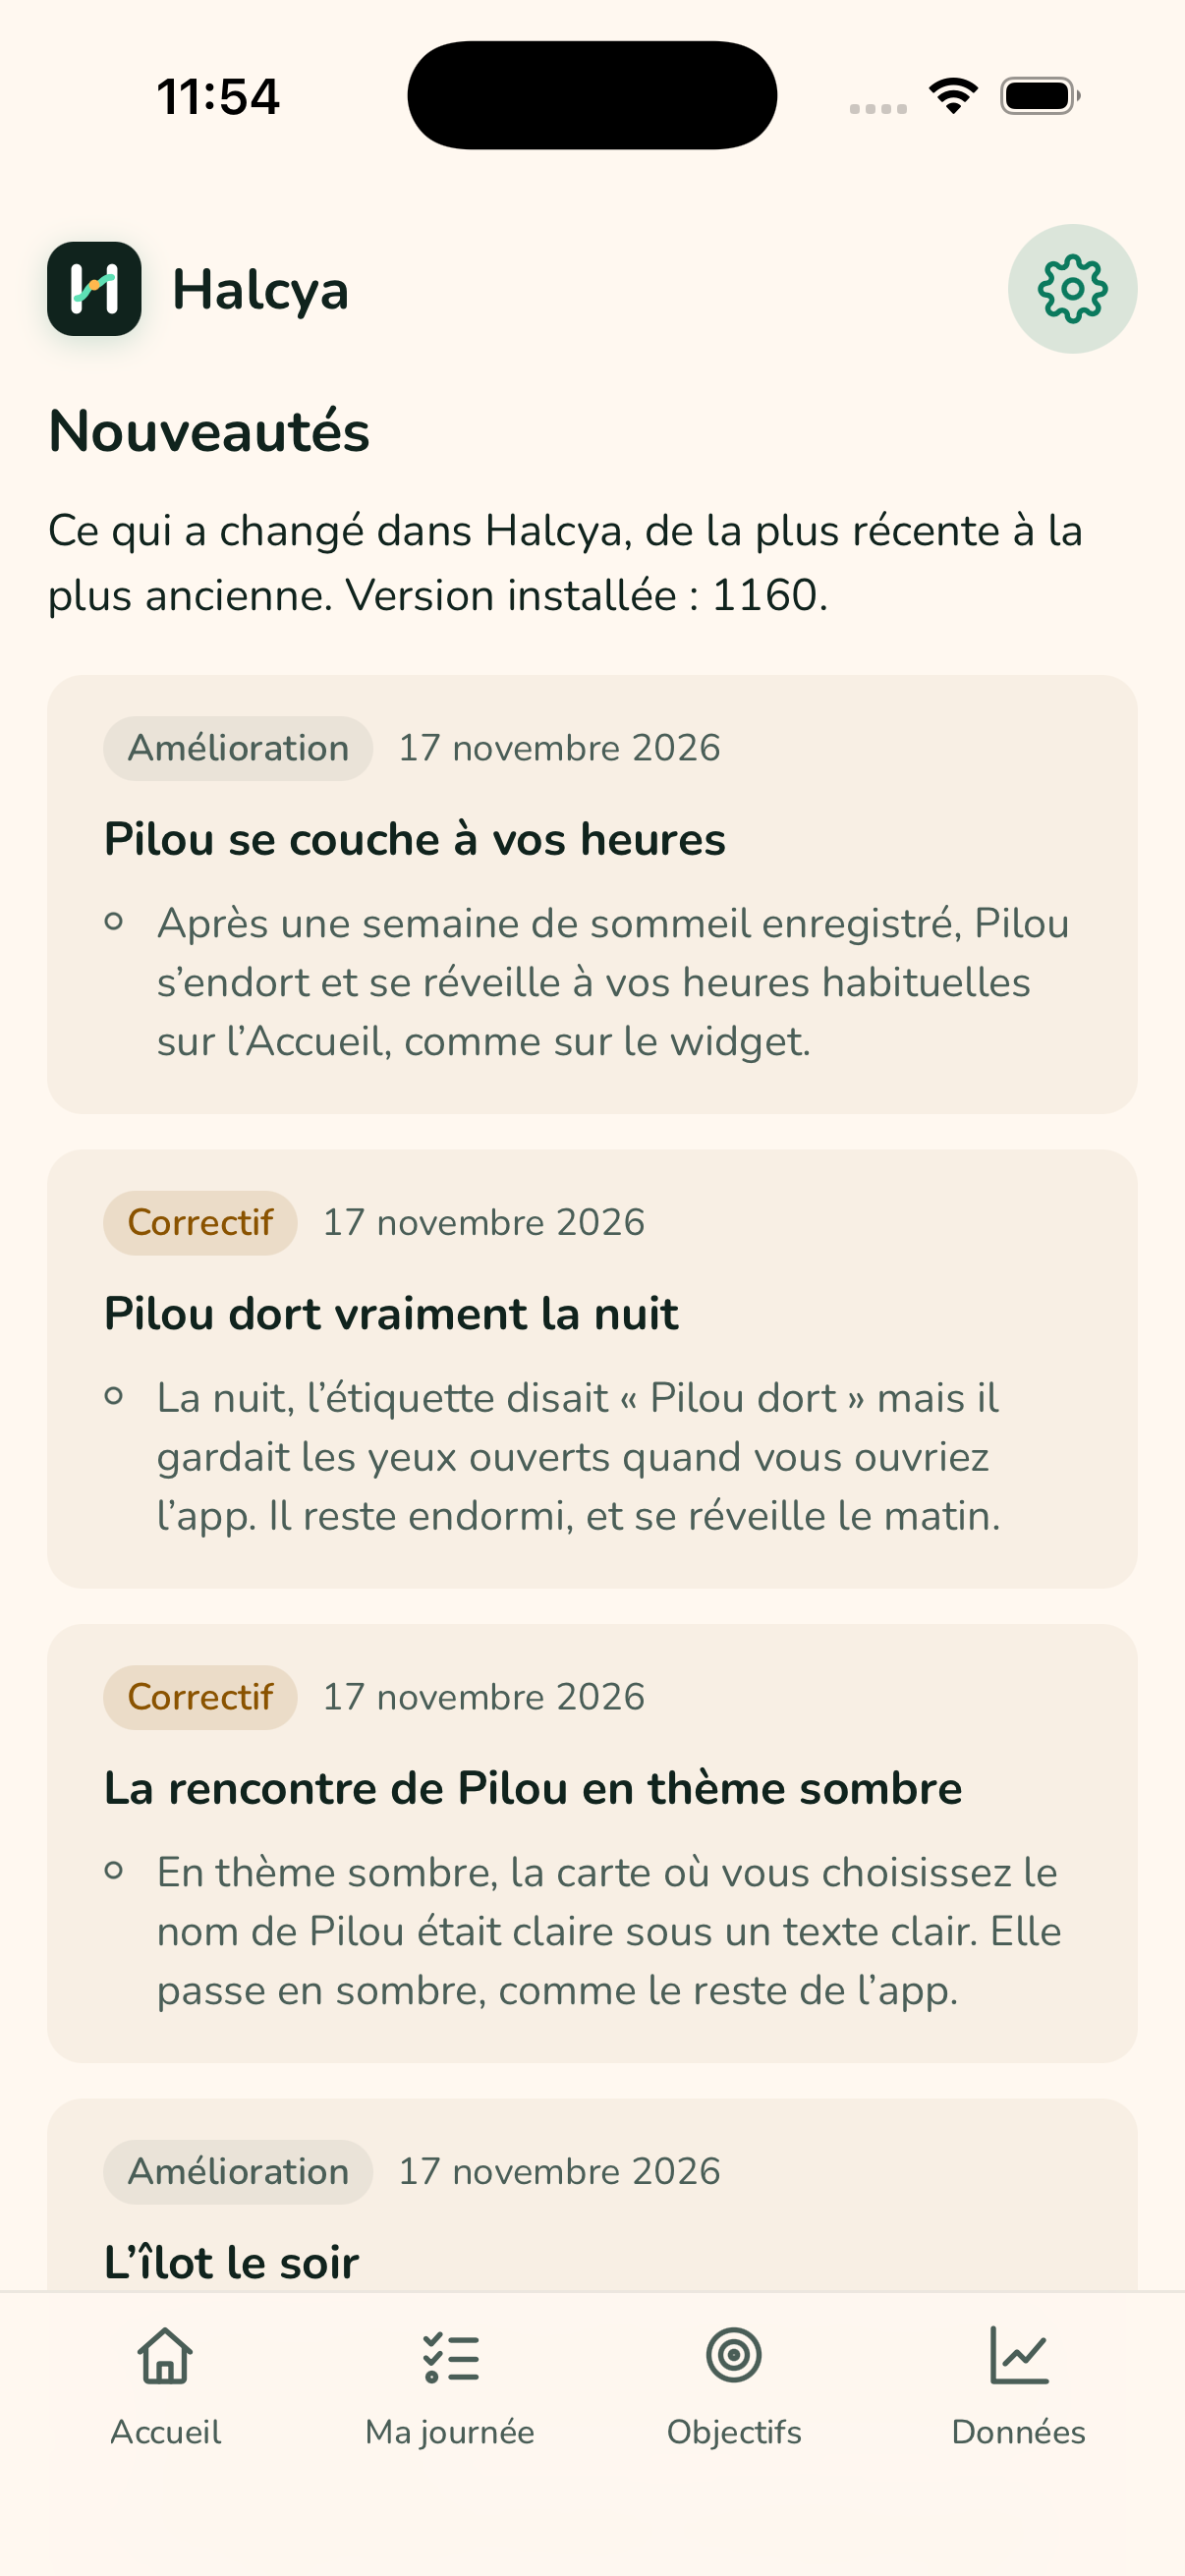 11:54
Halcya
Nouveautés
Ce qui a changé dans Halcya, de la plus récente à la
plus ancienne. Version installée : 1160.
Amélioration 17 novembre 2026
Pilou se couche à vos heures
Après une semaine de sommeil enregistré, Pilou
s’endort et se réveille à vos heures habituelles
sur l’Accueil, comme sur le widget.
Correctif 17 novembre 2026
Pilou dort vraiment la nuit
La nuit, l’étiquette disait « Pilou dort » mais il
gardait les yeux ouverts quand vous ouvriez
l’app. Il reste endormi, et se réveille le matin.
Correctif 17 novembre 2026
La rencontre de Pilou en thème sombre
En thème sombre, la carte où vous choisissez le
nom de Pilou était claire sous un texte clair. Elle
passe en sombre, comme le reste de l’app.
Amélioration 17 novembre 2026
L’îlot le soir
Accueil Ma journée Objectifs Données